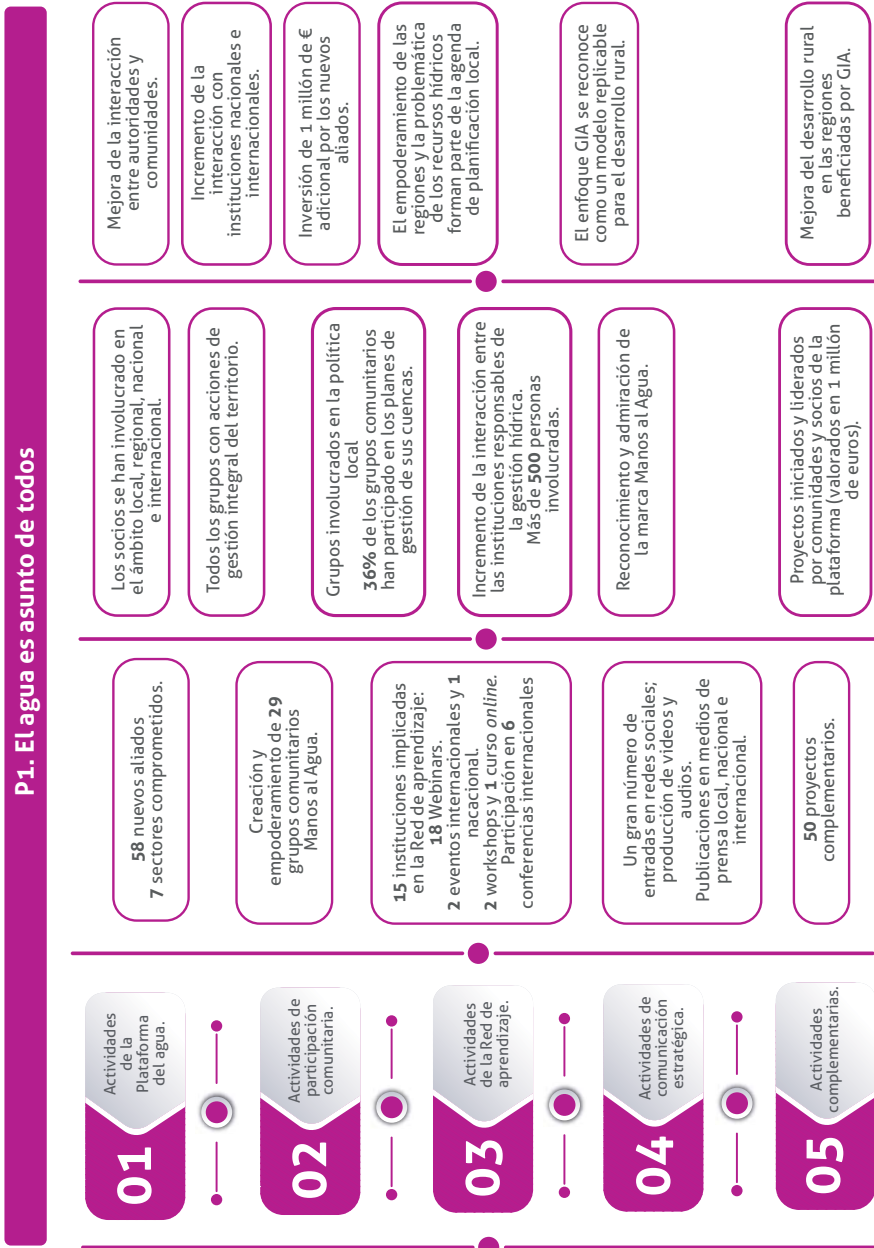 P1. El agua es asunto de todos
01
Actividades
de la
Plataforma
del agua.
02
Actividades de
participación
comunitaria.
03
Actividades
de la Red de
aprendizaje.
04
Actividades de
comunicación
estratégica.
05
Actividades
complementarias.
58 nuevos aliados
7 sectores comprometidos.
Creación y
empoderamiento de 29
grupos comunitarios
Manos al Agua.
15 instituciones implicadas
en la Red de aprendizaje:
18 Webinars.
2 eventos internacionales y 1
nacacional.
2 workshops y 1 curso online.
Participación en 6
conferencias internacionales
Un gran número de
entradas en redes sociales;
producción de videos y
audios.
Publicaciones en medios de
prensa local, nacional e
internacional.
50 proyectos
complementarios.
Los socios se han involucrado en
el ámbito local, regional, nacional
e internacional.
Todos los grupos con acciones de
gestión integral del territorio.
Grupos involucrados en la política
local
36% de los grupos comunitarios
han participado en los planes de
gestión de sus cuencas.
Incremento de la interacción entre
las instituciones responsables de
la gestión hídrica.
Más de 500 personas
involucradas.
Reconocimiento y admiración de
la marca Manos al Agua.
Proyectos iniciados y liderados
por comunidades y socios de la
plataforma (valorados en 1 millón
de euros).
Mejora de la interacción
entre autoridades y
comunidades.
Incremento de la
interacción con
instituciones nacionales e
internacionales.
Inversión de 1 millón de €
adicional por los nuevos
aliados.
El empoderamiento de las
regiones y la problemática
de los recursos hídricos
forman parte de la agenda
de planificación local.
El enfoque GIA se reconoce
como un modelo replicable
para el desarrollo rural.
Mejora del desarrollo rural
en las regiones
beneficiadas por GIA.